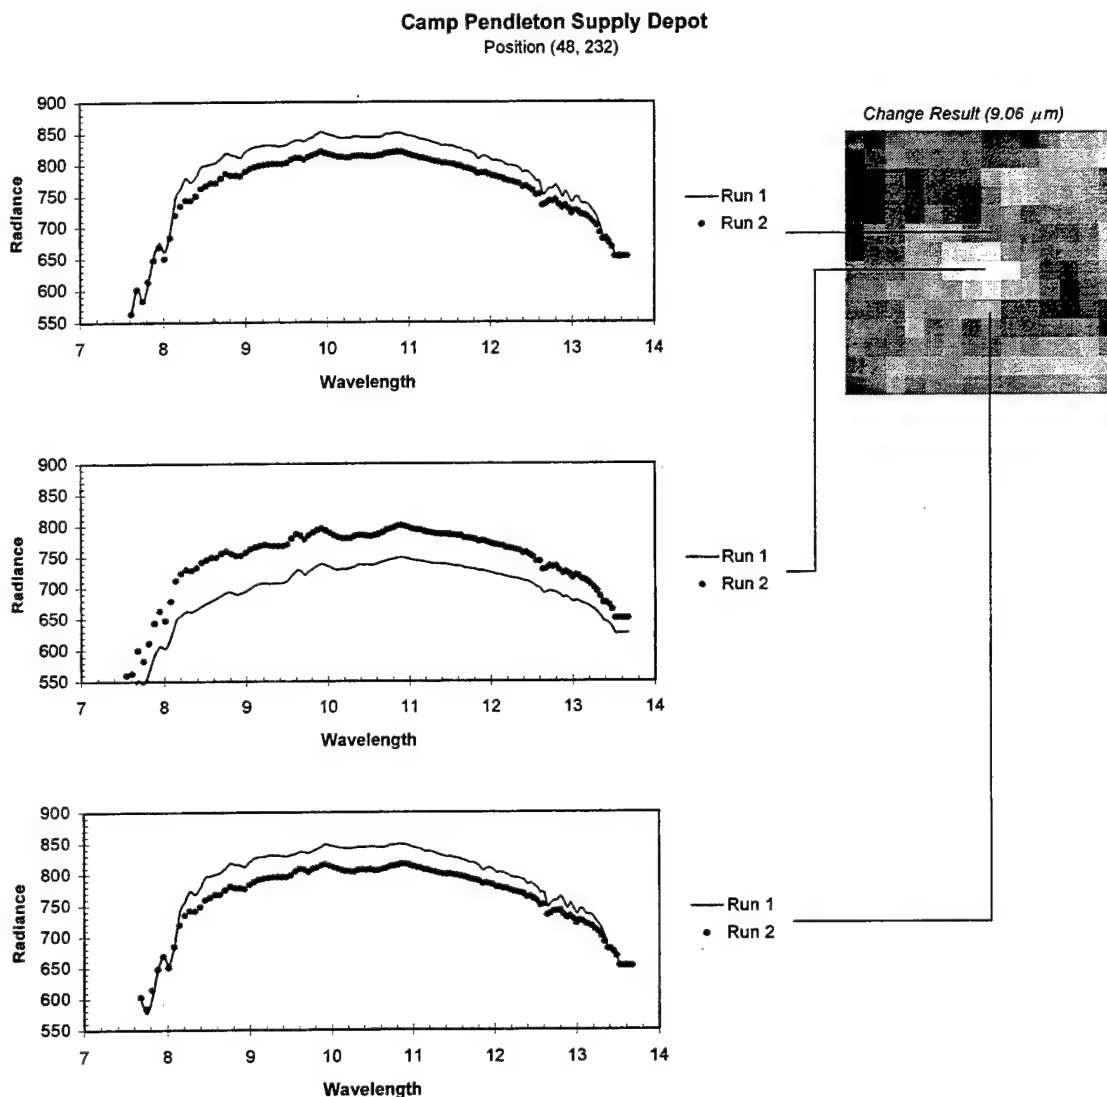 Camp Pendleton Supply Depot
Position (48, 232)
Change Result (9.06 µm)
900
850
800
750
700
650
600
550
Radiance
7 8 9 10 11 12 13 14
Wavelength
Run 1
Run 2
900
850
800
750
700
650
600
550
Radiance
7 8 9 10 11 12 13 14
Wavelength
Run 1
Run 2
900
850
800
750
700
650
600
550
Radiance
7 8 9 10 11 12 13 14
Wavelength
Run 1
Run 2